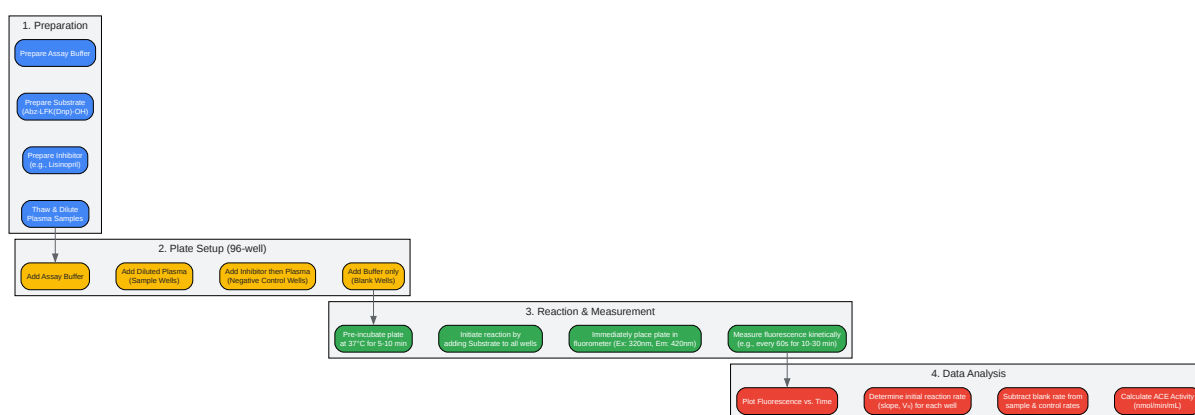 1. Preparation
Prepare Assay Buffer
Prepare Substrate
(Abz-LFK(Dnp)-OH)
Prepare Inhibitor
(e.g., Lisinopril)
Thaw & Dilute
Plasma Samples
2. Plate Setup (96-well)
Add Assay Buffer
Add Diluted Plasma
(Sample Wells)
Add Inhibitor then Plasma
(Negative Control Wells)
Add Buffer only
(Blank Wells)
3. Reaction & Measurement
Pre-incubate plate
at 37°C for 5-10 min
Initiate reaction by
adding Substrate to all wells
Immediately place plate in
fluorometer (Ex: 320nm, Em: 420nm)
Measure fluorescence kinetically
(e.g., every 60s for 10-30 min)
4. Data Analysis
Plot Fluorescence vs. Time
Determine initial reaction rate
(slope, V₀) for each well
Subtract blank rate from
sample & control rates
Calculate ACE Activity
(nmol/min/mL)